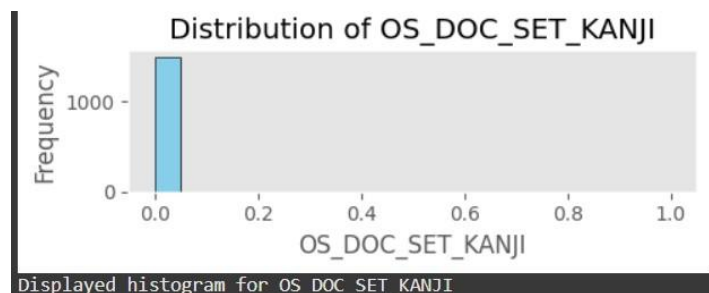 Distribution of OS_DOC_SET_KANJI
Frequency
1000
0
0.0 0.2 0.4 0.6 0.8 1.0
OS_DOC_SET_KANJI
Displayed histogram for OS_DOC_SET_KANJI